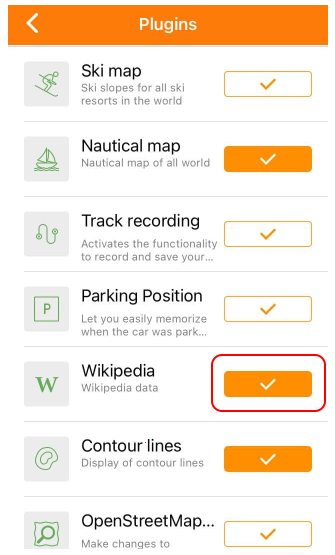 Plugins
Ski map
Ski slopes for all ski
resorts in the world
Nautical map
Nautical map of all world
Track recording
Activates the functionality
to record and save your...
P
Parking Position
Let you easily memorize
when the car was park...
W
Wikipedia
Wikipedia data
Contour lines
Display of contour lines
OpenStreetMap...
Make changes to